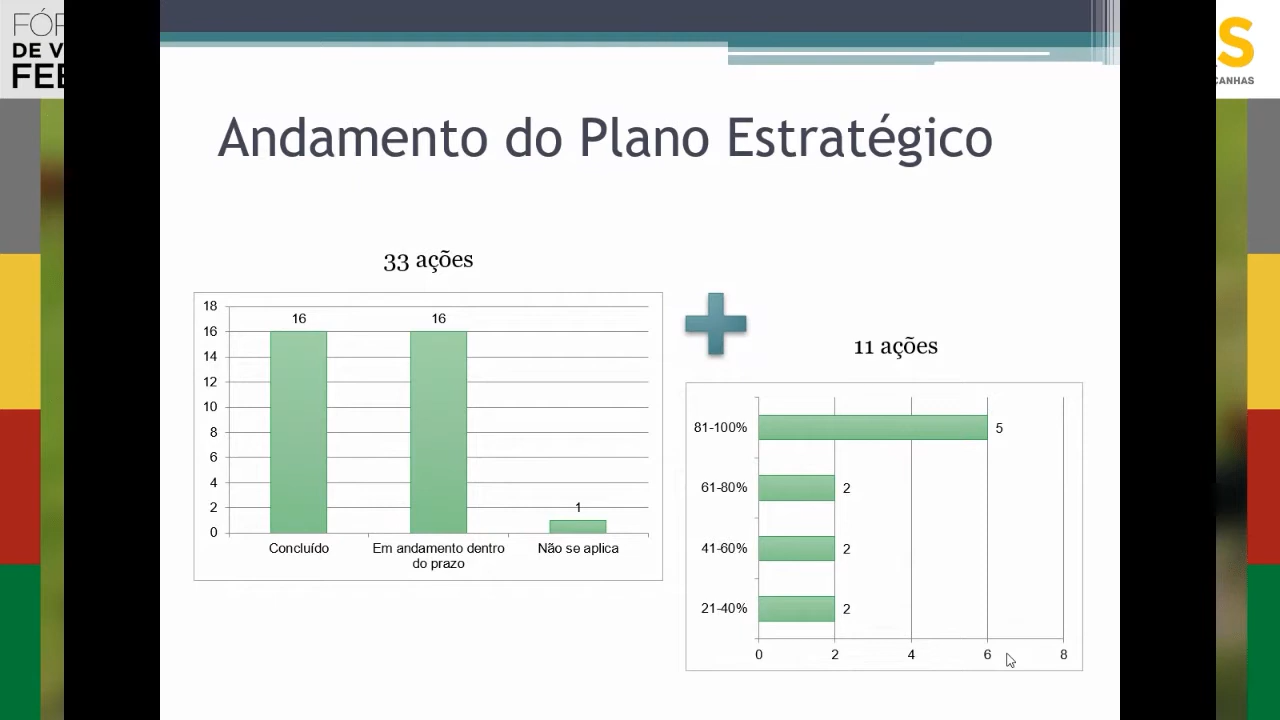 FÓR
DE V
FEE
S
CANHAS
Andamento do Plano Estratégico
33 ações
18
16
14
12
10
8
6
4
2
0
16
16
1
Concluído
Em andamento dentro
do prazo
Não se aplica
11 ações
81-100%
5
61-80%
2
41-60%
2
21-40%
2
0
2
4
6
8